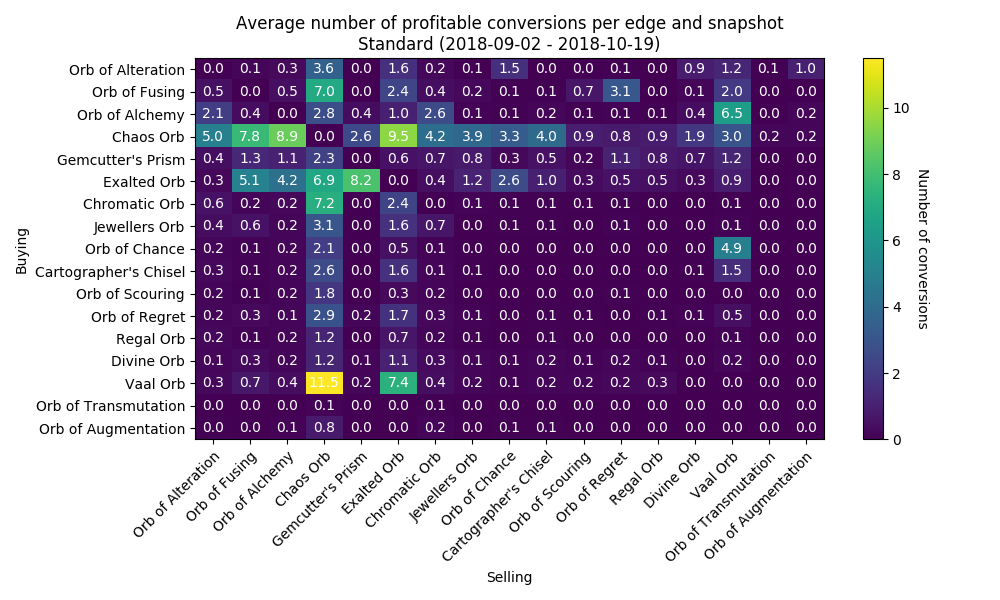 Average number of profitable conversions per edge and snapshot
Standard (2018-09-02 - 2018-10-19)
Buying
Orb of Alteration 0.0 0.1 0.3 3.6 0.0 1.6 0.2 0.1 1.5 0.0 0.0 0.1 0.0 0.9 1.2 0.1 1.0
Orb of Fusing 0.5 0.0 0.5 7.0 0.0 2.4 0.4 0.2 0.1 0.1 0.7 3.1 0.0 0.1 2.0 0.0 0.0
Orb of Alchemy 2.1 0.4 0.0 2.8 0.4 1.0 2.6 0.1 0.1 0.2 0.1 0.1 0.1 0.4 6.5 0.0 0.2
Chaos Orb 5.0 7.8 8.9 0.0 2.6 9.5 4.2 3.9 3.3 4.0 0.9 0.8 0.9 1.9 3.0 0.2 0.2
Gemcutter's Prism 0.4 1.3 1.1 2.3 0.0 0.6 0.7 0.8 0.3 0.5 0.2 1.1 0.8 0.7 1.2 0.0 0.0
Exalted Orb 0.3 5.1 4.2 6.9 8.2 0.0 0.4 1.2 2.6 1.0 0.3 0.5 0.5 0.3 0.9 0.0 0.0
Chromatic Orb 0.6 0.2 0.2 7.2 0.0 2.4 0.0 0.1 0.1 0.1 0.1 0.1 0.0 0.0 0.1 0.0 0.0
Jewellers Orb 0.4 0.6 0.2 3.1 0.0 1.6 0.7 0.0 0.1 0.1 0.0 0.1 0.0 0.0 0.1 0.0 0.0
Orb of Chance 0.2 0.1 0.2 2.1 0.0 0.5 0.1 0.0 0.0 0.0 0.0 0.0 0.0 0.0 4.9 0.0 0.0
Cartographer's Chisel 0.3 0.1 0.2 2.6 0.0 1.6 0.1 0.1 0.0 0.0 0.0 0.0 0.0 0.1 1.5 0.0 0.0
Orb of Scouring 0.2 0.1 0.2 1.8 0.0 0.3 0.2 0.0 0.0 0.0 0.0 0.1 0.0 0.0 0.0 0.0 0.0
Orb of Regret 0.2 0.3 0.1 2.9 0.2 1.7 0.3 0.1 0.0 0.1 0.1 0.0 0.1 0.1 0.5 0.0 0.0
Regal Orb 0.2 0.1 0.2 1.2 0.0 0.7 0.2 0.1 0.0 0.1 0.0 0.1 0.0 0.0 0.1 0.0 0.0
Divine Orb 0.1 0.3 0.2 1.2 0.1 1.1 0.3 0.1 0.1 0.2 0.1 0.2 0.1 0.0 0.2 0.0 0.0
Vaal Orb 0.3 0.7 0.4 11.5 0.2 7.4 0.4 0.2 0.1 0.2 0.2 0.2 0.3 0.0 0.0 0.0 0.0
Orb of Transmutation 0.0 0.0 0.0 0.1 0.0 0.0 0.1 0.0 0.0 0.0 0.0 0.0 0.0 0.0 0.0 0.0 0.0
Orb of Augmentation 0.0 0.0 0.1 0.8 0.0 0.0 0.2 0.0 0.1 0.1 0.0 0.0 0.0 0.0 0.0 0.0 0.0
Orb of Alteration
Orb of Fusing
Orb of Alchemy
Chaos Orb
Gemcutter's Prism
Exalted Orb
Chromatic Orb
Jewellers Orb
Orb of Chance
Cartographer's Chisel
Orb of Scouring
Orb of Regret
Regal Orb
Divine Orb
Vaal Orb
Orb of Transmutation
Orb of Augmentation
Selling
10
8
6
4
2
0
Number of conversions